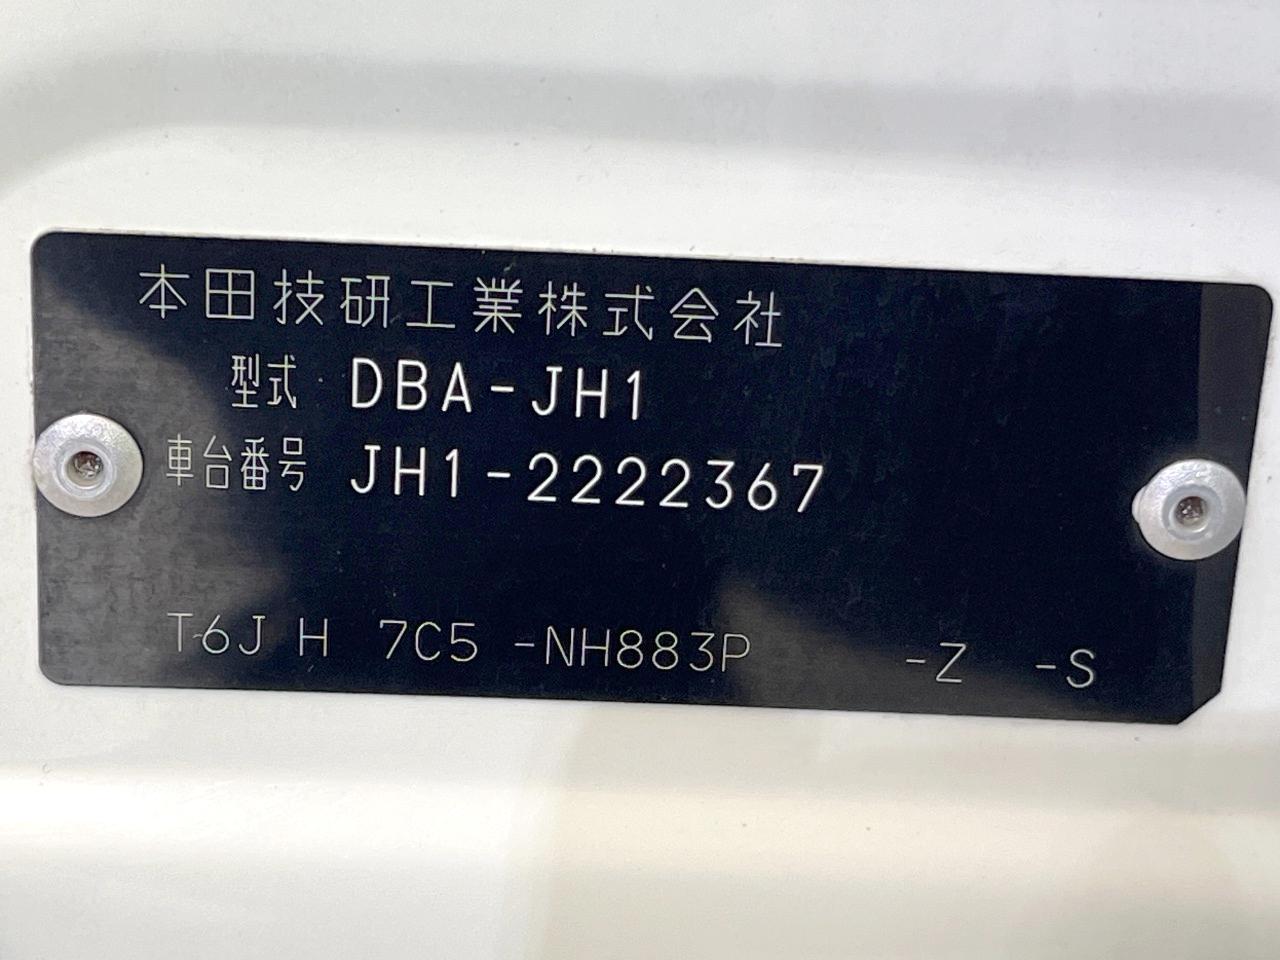 本田技研工業株式会社
型式 DBA-JH1
車台番号 JH1-2222367
T6J H 7C5 -NH883P -Z -S